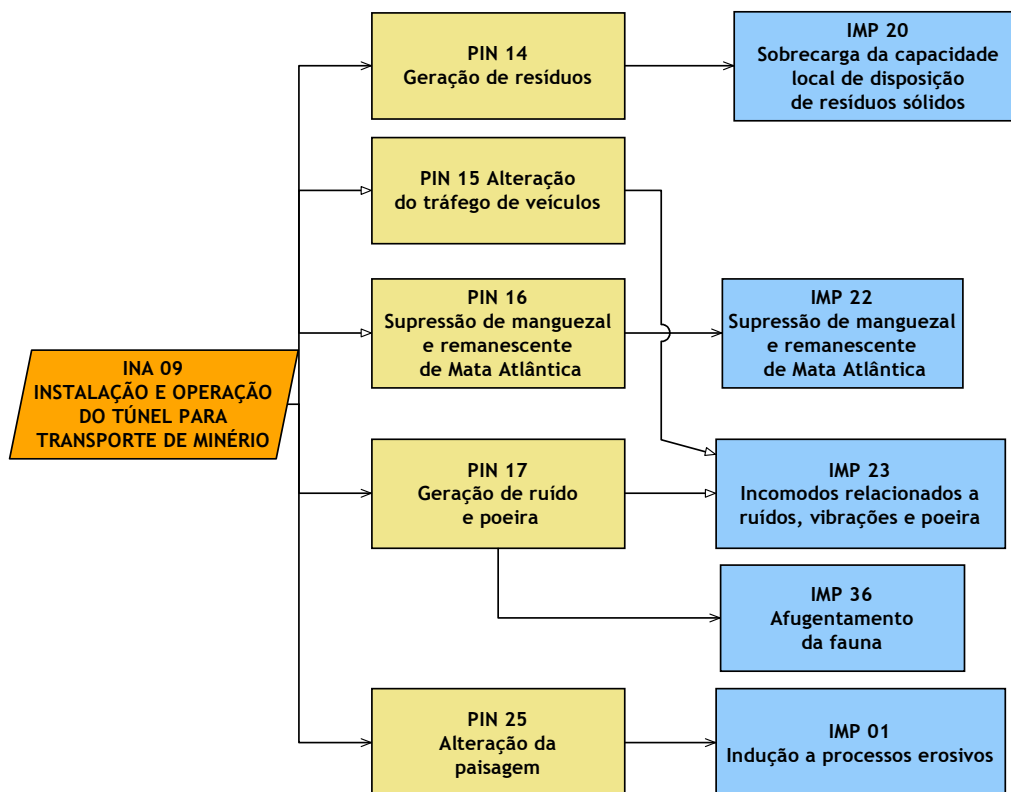 INA 09
INSTALAÇÃO E OPERAÇÃO
DO TÚNEL PARA
TRANSPORTE DE MINÉRIO
PIN 14
Geração de resíduos
PIN 15 Alteração
do tráfego de veículos
PIN 16
Supressão de manguezal
e remanescente
de Mata Atlântica
PIN 17
Geração de ruído
e poeira
PIN 25
Alteração da
paisagem
IMP 20
Sobrecarga da capacidade
local de disposição
de resíduos sólidos
IMP 22
Supressão de manguezal
e remanescente
de Mata Atlântica
IMP 23
Incomodos relacionados a
ruídos, vibrações e poeira
IMP 36
Afugentamento
da fauna
IMP 01
Indução a processos erosivos